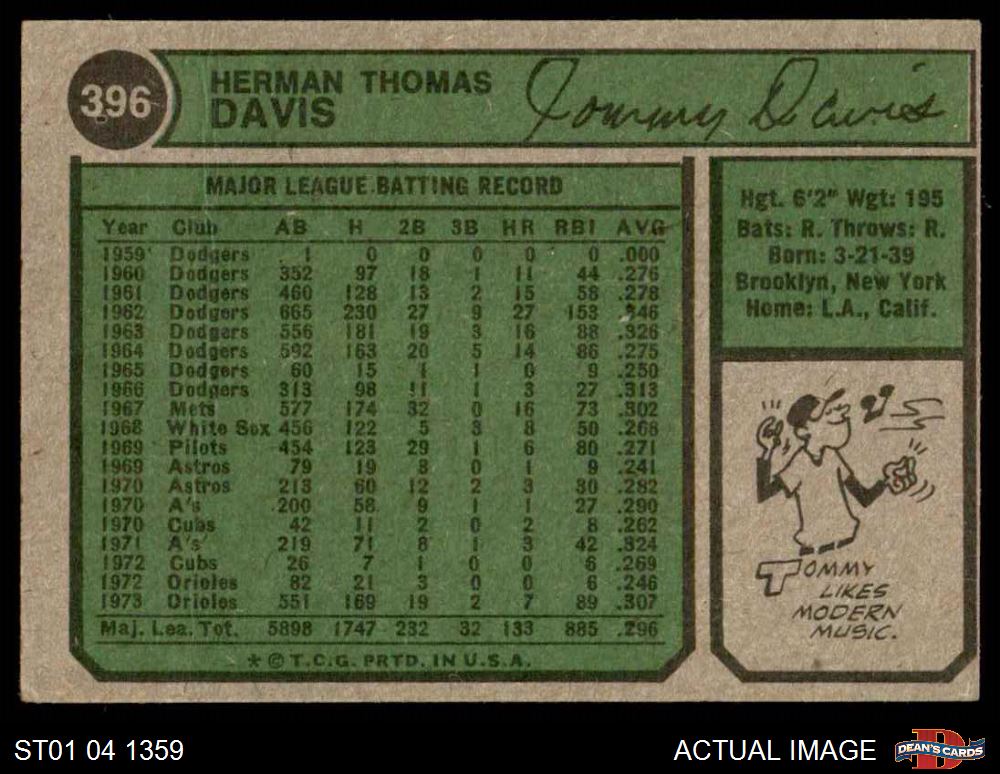 396
HERMAN THOMAS
DAVIS
Tommy Davis
MAJOR LEAGUE BATTING RECORD
Year Club AB H 2B 3B HR RBI AVG
1959 Dodgers 1 0 0 0 0 0 .000
1960 Dodgers 352 97 18 1 11 44 .276
1961 Dodgers 460 128 13 2 15 58 .278
1962 Dodgers 665 230 27 9 27 153 .346
1963 Dodgers 556 181 19 3 16 88 .326
1964 Dodgers 592 163 20 5 14 86 .275
1965 Dodgers 60 15 1 1 0 9 .250
1966 Dodgers 313 98 11 1 3 27 .313
1967 Mets 577 174 32 0 16 73 .302
1968 White Sox 456 122 5 3 8 50 .268
1969 Pilots 454 123 29 1 6 80 .271
1969 Astros 79 19 3 0 1 9 .241
1970 Astros 213 60 12 2 3 30 .282
1970 A's 200 58 9 1 1 27 .290
1970 Cubs 42 11 2 0 2 8 .262
1971 A's 219 71 8 1 3 42 .324
1972 Cubs 26 7 1 0 0 6 .269
1972 Orioles 82 21 3 0 0 6 .246
1973 Orioles 551 169 19 2 7 89 .307
Maj. Lea. Tot. 5898 1747 232 32 133 885 .296
* © T.C.G. PRTD. IN U.S.A.
Hgt. 6'2" Wgt: 195
Bats: R. Throws: R.
Born: 3-21-39
Brooklyn, New York
Home: L.A., Calif.
TOMMY
LIKES
MODERN
MUSIC.
ST01 04 1359
ACTUAL IMAGE
D
DEAN'S CARDS